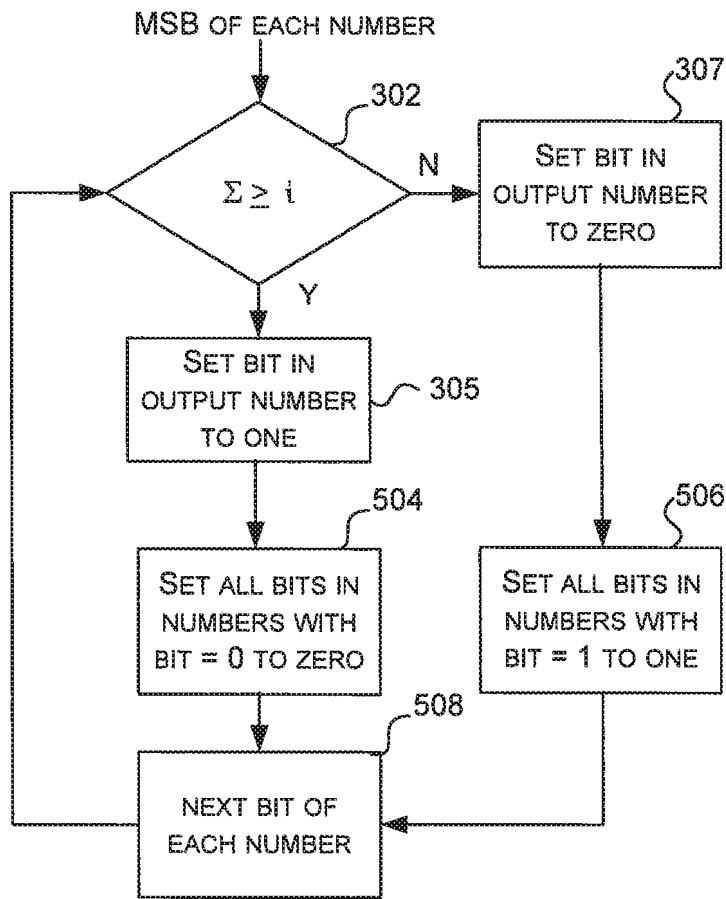 MSB OF EACH NUMBER
302
307
Σ ≥ i
N
SET BIT IN
OUTPUT NUMBER
TO ZERO
Y
SET BIT IN
OUTPUT NUMBER
TO ONE
305
504
506
SET ALL BITS IN
NUMBERS WITH
BIT = 0 TO ZERO
SET ALL BITS IN
NUMBERS WITH
BIT = 1 TO ONE
508
NEXT BIT OF
EACH NUMBER